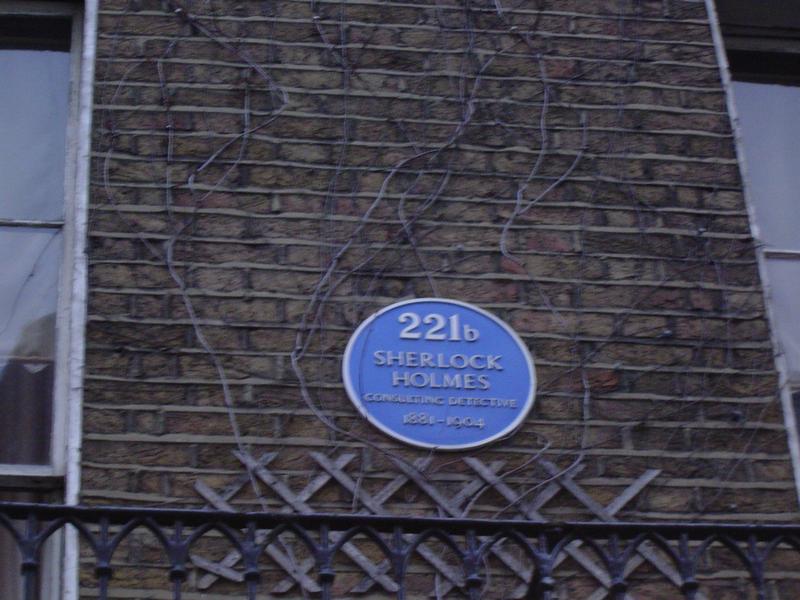 221b
SHERLOCK
HOLMES
CONSULTING DETECTIVE
1881-1904